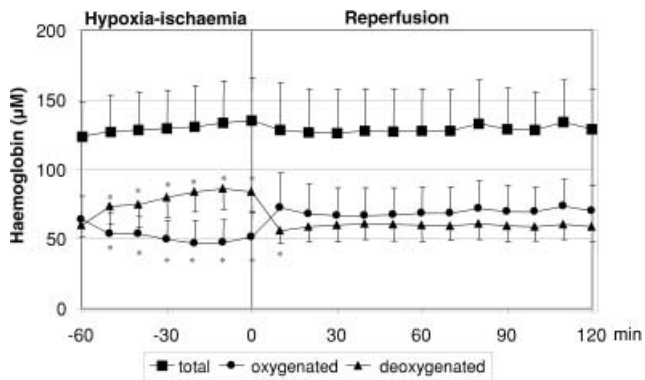 Hypoxia-ischaemia Reperfusion
200
150
100
50
0
Haemoglobin (μM)
-60 -30 0 30 60 90 120 min
total oxygenated deoxygenated